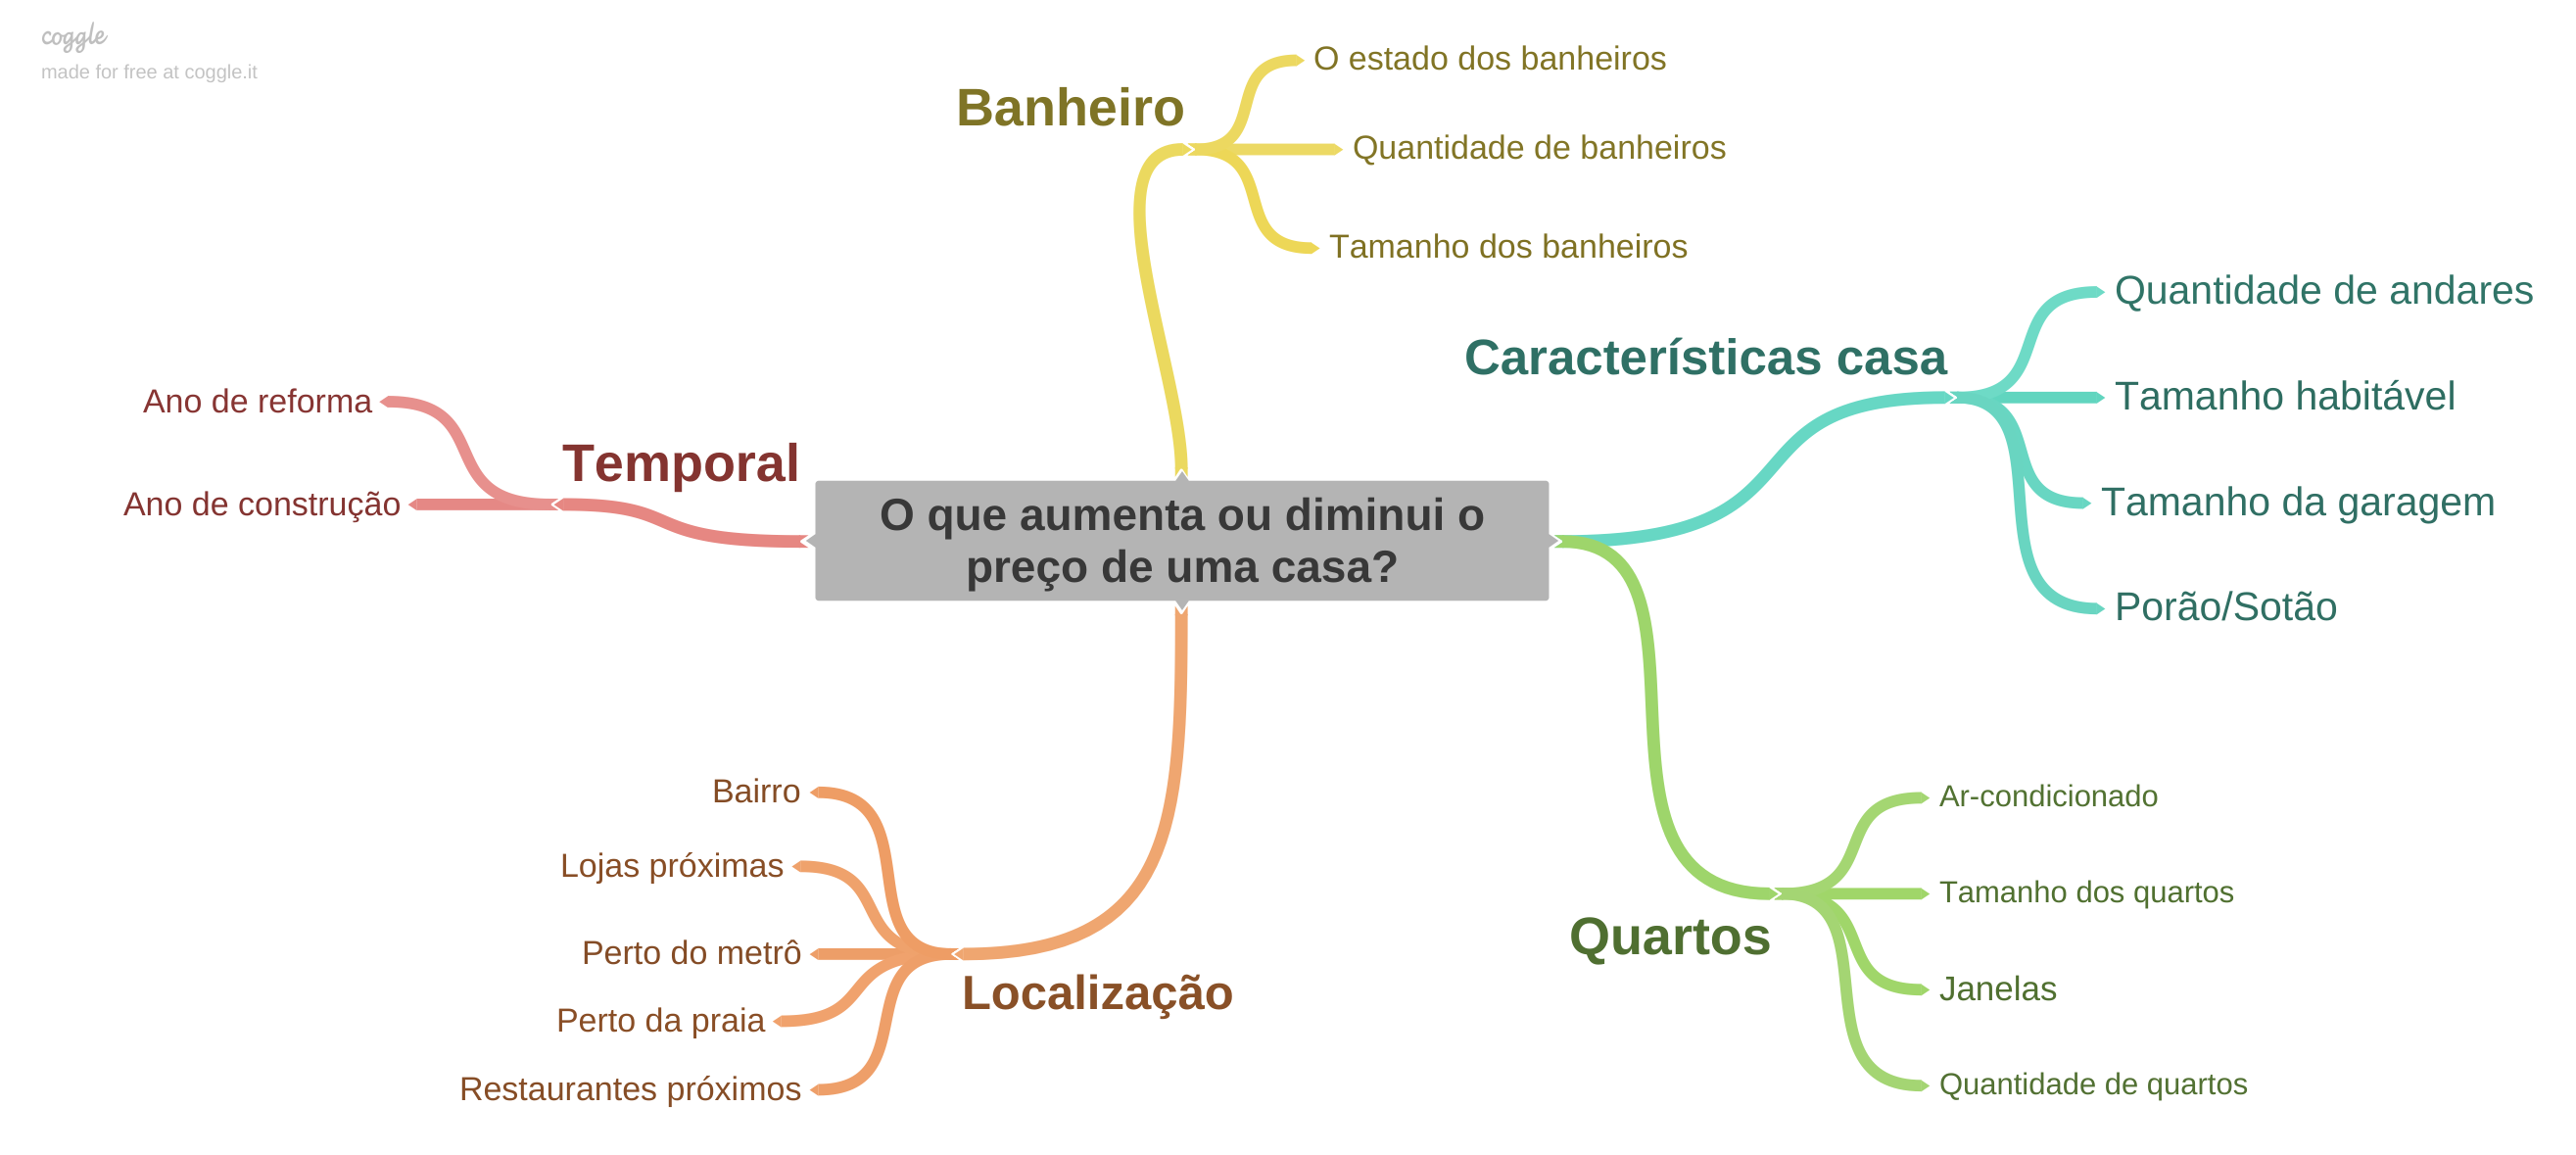 coggle
made for free at coggle.it
Banheiro
O estado dos banheiros
Quantidade de banheiros
Tamanho dos banheiros
Características casa
Quantidade de andares
Tamanho habitável
Tamanho da garagem
Porão/Sotão
Temporal
Ano de reforma
Ano de construção
O que aumenta ou diminui o
preço de uma casa?
Localização
Bairro
Lojas próximas
Perto do metrô
Perto da praia
Restaurantes próximos
Quartos
Ar-condicionado
Tamanho dos quartos
Janelas
Quantidade de quartos